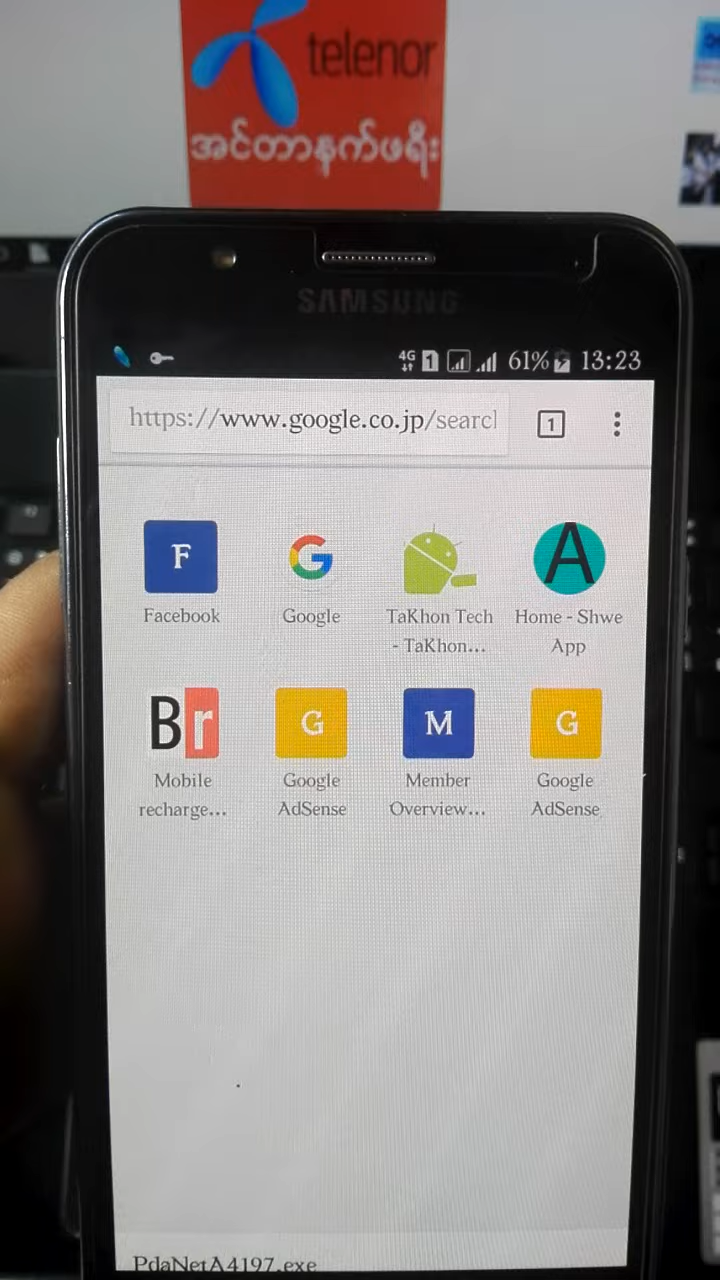 telenor
အင်တာနက်ဖရီး
SAMSUNG
4G 1 61% 13:23
https://www.google.co.jp/searcl
1
F
G
A
Facebook
Google
TaKhon Tech
- TaKhon...
Home - Shwe
App
Br
G
M
G
Mobile
recharge...
Google
AdSense
Member
Overview...
Google
AdSense
PdaNetA4197.exe